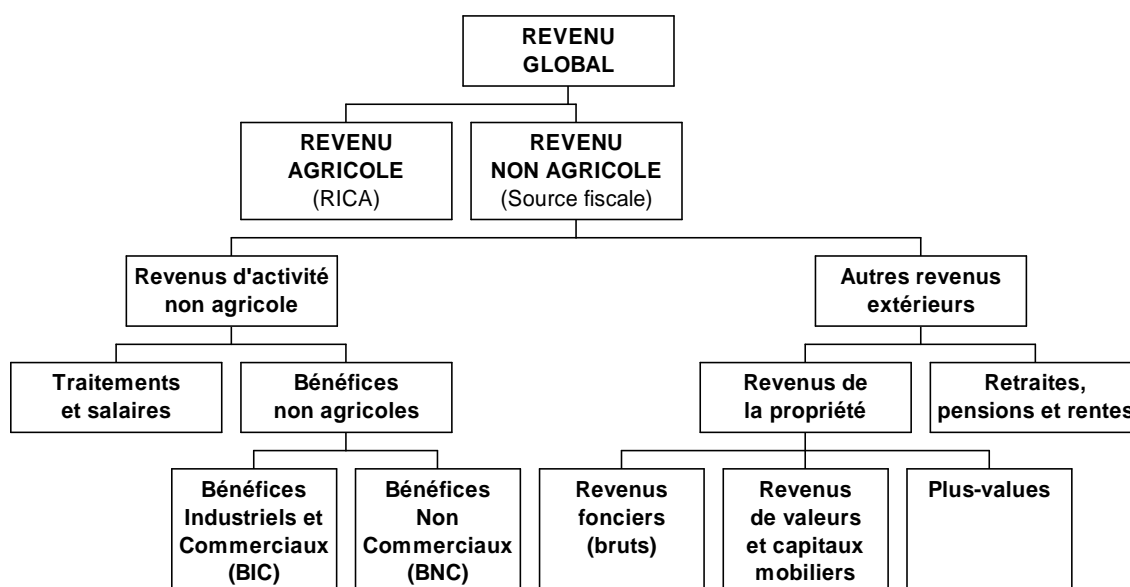 REVENU
GLOBAL
REVENU
AGRICOLE
(RICA)
REVENU
NON AGRICOLE
(Source fiscale)
Revenus d'activité
non agricole
Autres revenus
extérieurs
Traitements
et salaires
Bénéfices
non agricoles
Revenus de
la propriété
Retraites,
pensions et rentes
Bénéfices
Industriels et
Commerciaux
(BIC)
Bénéfices
Non
Commerciaux
(BNC)
Revenus
fonciers
(bruts)
Revenus
de valeurs
et capitaux
mobiliers
Plus-values